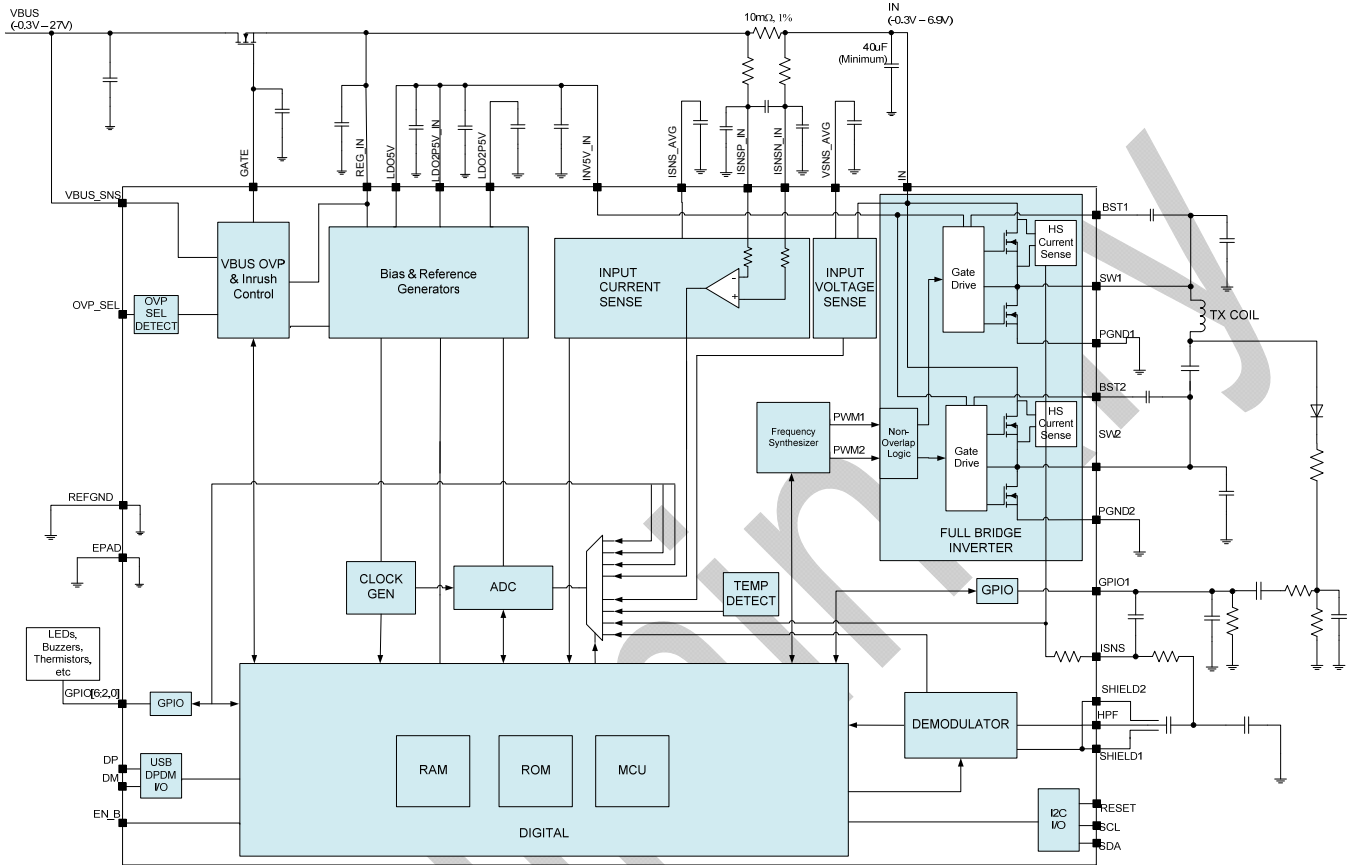 VBUS
(-0.3V – 27V)
10mΩ, 1%
IN
(-0.3V – 6.9V)
40uF
(Minimum)
GATE
REG_IN
LDO5V
LDO2P5V_IN
LDO2P5V
INV5V_IN
ISNS_AVG
ISNSP_IN
ISNSN_IN
VSNS_AVG
IN
VBUS_SNS
VBUS OVP
& Inrush
Control
Bias & Reference
Generators
INPUT
CURRENT
SENSE
-
+
INPUT
VOLTAGE
SENSE
Gate
Drive
HS
Current
Sense
BST1
SW1
TX COIL
PGND1
OVP_SEL
OVP
SEL
DETECT
BST2
Frequency
Synthesizer
PWM1
PWM2
Non-
Overlap
Logic
Gate
Drive
HS
Current
Sense
SW2
PGND2
FULL BRIDGE
INVERTER
REFGND
EPAD
CLOCK
GEN
ADC
TEMP
DETECT
GPIO
GPIO1
LEDs,
Buzzers,
Thermistors,
etc
GPIO[6:2,0]
GPIO
ISNS
SHIELD2
DEMODULATOR
HPF
SHIELD1
DP
DM
USB
DPDM
I/O
RAM
ROM
MCU
EN_B
DIGITAL
I2C
I/O
RESET
SCL
SDA